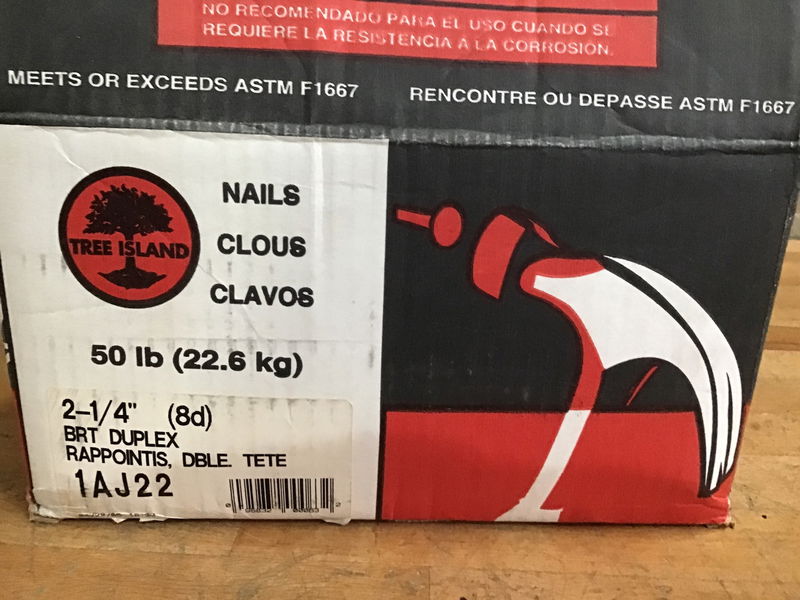 NO RECOMENDADO PARA EL USO CUANDO SE
REQUIERE LA RESISTENCIA A LA CORROSION.
MEETS OR EXCEEDS ASTM F1667
RENCONTRE OU DEPASSE ASTM F1667
TREE ISLAND
NAILS
CLOUS
CLAVOS
50 lb (22.6 kg)
2-1/4" (8d)
BRT DUPLEX
RAPPOINTIS, DBLE. TETE
1AJ22